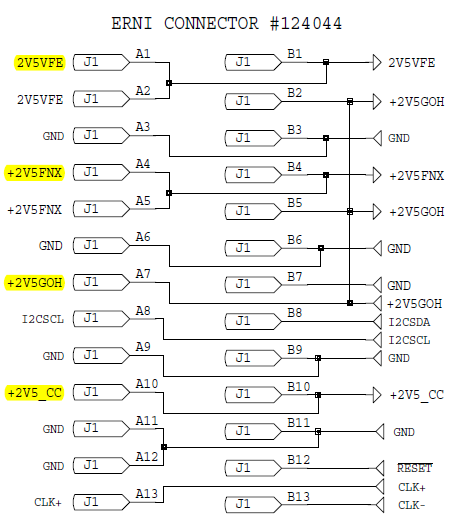 ERNI CONNECTOR #124044
2V5VFE J1 A1 J1 B1 2V5VFE
2V5VFE J1 A2 J1 B2 +2V5GOH
GND J1 A3 J1 B3 GND
+2V5FNX J1 A4 J1 B4 +2V5FNX
+2V5FNX J1 A5 J1 B5 +2V5GOH
GND J1 A6 J1 B6 GND
+2V5GOH J1 A7 J1 B7 GND
+2V5GOH
I2CSCL J1 A8 J1 B8 I2CSDA
I2CSCL
GND J1 A9 J1 B9 GND
+2V5_CC J1 A10 J1 B10 +2V5_CC
GND J1 A11 J1 B11 GND
GND J1 A12 J1 B12 RESET
CLK+
CLK+ J1 A13 J1 B13 CLK-